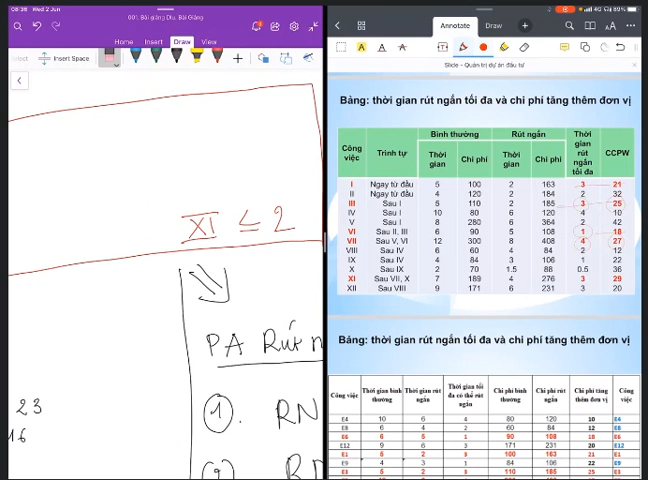 08:36 Wed 2 Jun
601. Bài giảng Dịu. Bài Giảng
Home Insert Draw View
Select Insert Space
XI ≤ 2
PA Rút n
① RN
23
16
4G 89%
Annotate Draw
Slide - Quản trị dự án đầu tư
Bảng: thời gian rút ngắn tối đa và chi phí tăng thêm đơn vị
Công việc Trình tự Bình thường Rút ngắn Thời gian rút ngắn tối đa CCPW
Thời gian Chi phí Thời gian Chi phí
I Ngay từ đầu 5 100 2 163 3 21
II Ngay từ đầu 4 120 2 184 2 32
III Sau I 5 110 2 185 3 25
IV Sau I 10 80 6 120 4 10
V Sau I 8 280 6 364 2 42
VI Sau II, III 6 90 5 108 1 18
VII Sau V, VI 12 300 8 408 4 27
VIII Sau IV 6 60 4 84 2 12
IX Sau IV 4 84 3 106 1 22
X Sau IX 2 70 1.5 88 0.5 36
XI Sau VII, X 7 189 4 276 3 29
XII Sau VIII 9 171 6 231 3 20
Bảng: thời gian rút ngắn tối đa và chi phí tăng thêm đơn vị
Công việc Thời gian bình thường Thời gian rút ngắn Thời gian tối đa có thể rút ngắn Chi phí bình thường Chi phí rút ngắn Chi phí tăng thêm đơn vị Công việc
E4 10 6 4 80 120 10 E4
E8 6 4 2 60 84 12 E8
E6 6 5 1 90 108 18 E6
E12 9 6 3 171 231 20 E12
E1 5 2 3 100 163 21 E1
E9 4 3 1 84 106 22 E9
E3 5 2 3 110 185 25 E3